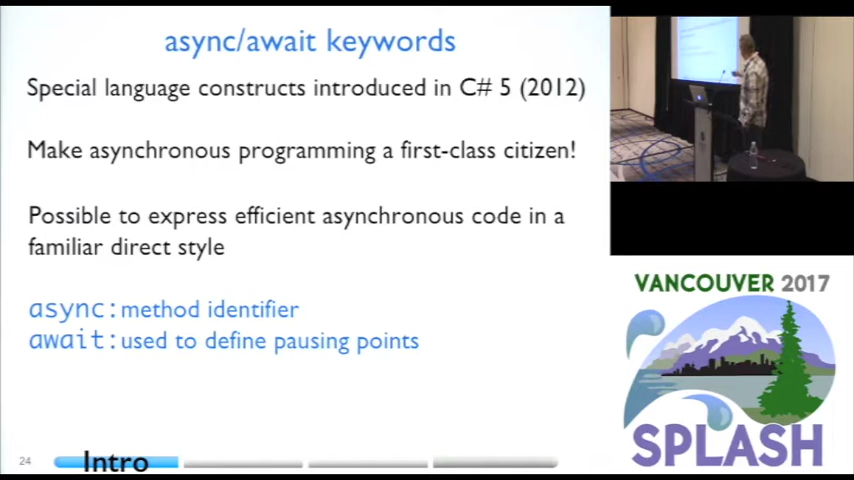 async/await keywords
Special language constructs introduced in C# 5 (2012)
Make asynchronous programming a first-class citizen!
Possible to express efficient asynchronous code in a
familiar direct style
async: method identifier
await: used to define pausing points
24
Intro
VANCOUVER 2017
SPLASH